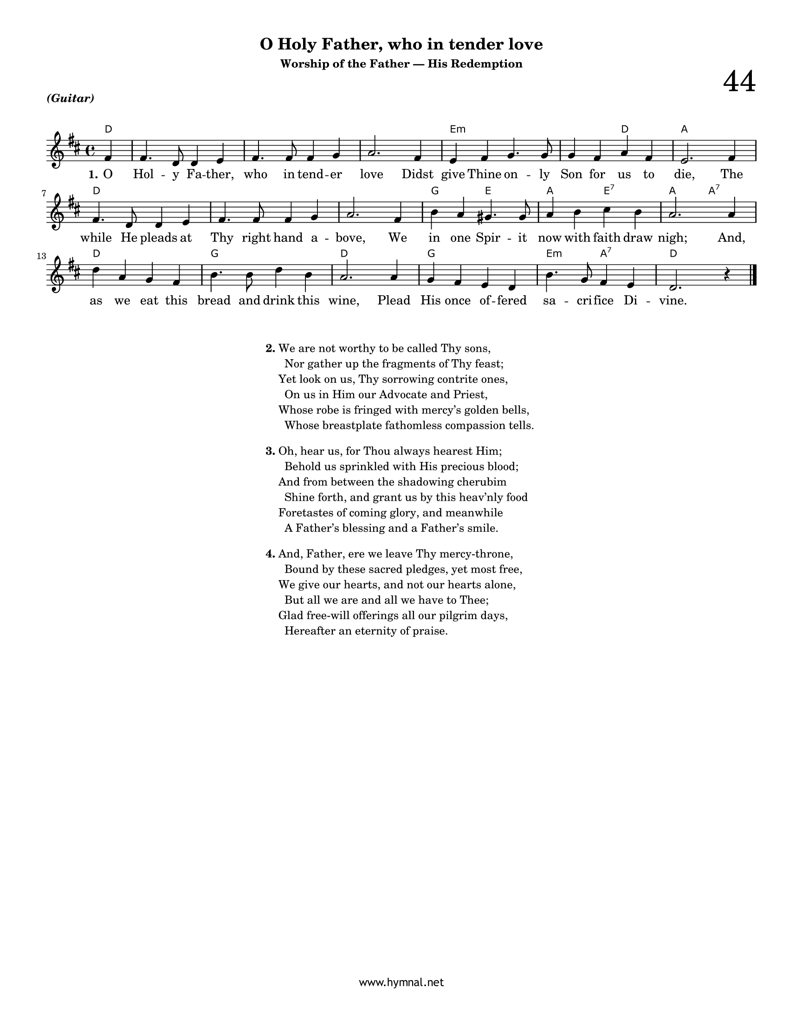 O Holy Father, who in tender love
Worship of the Father — His Redemption
44
(Guitar)
D Em D A
1. O Hol - y Fa-ther, who in tend-er love Didst give Thine on - ly Son for us to die, The
7
D G E A E7 A A7
while He pleads at Thy right hand a - bove, We in one Spir - it now with faith draw nigh; And,
13
D G D G Em A7 D
as we eat this bread and drink this wine, Plead His once of-fered sa - cri fice Di - vine.
2. We are not worthy to be called Thy sons,
Nor gather up the fragments of Thy feast;
Yet look on us, Thy sorrowing contrite ones,
On us in Him our Advocate and Priest,
Whose robe is fringed with mercy's golden bells,
Whose breastplate fathomless compassion tells.
3. Oh, hear us, for Thou always hearest Him;
Behold us sprinkled with His precious blood;
And from between the shadowing cherubim
Shine forth, and grant us by this heav'nly food
Foretastes of coming glory, and meanwhile
A Father's blessing and a Father's smile.
4. And, Father, ere we leave Thy mercy-throne,
Bound by these sacred pledges, yet most free,
We give our hearts, and not our hearts alone,
But all we are and all we have to Thee;
Glad free-will offerings all our pilgrim days,
Hereafter an eternity of praise.
www.hymnal.net